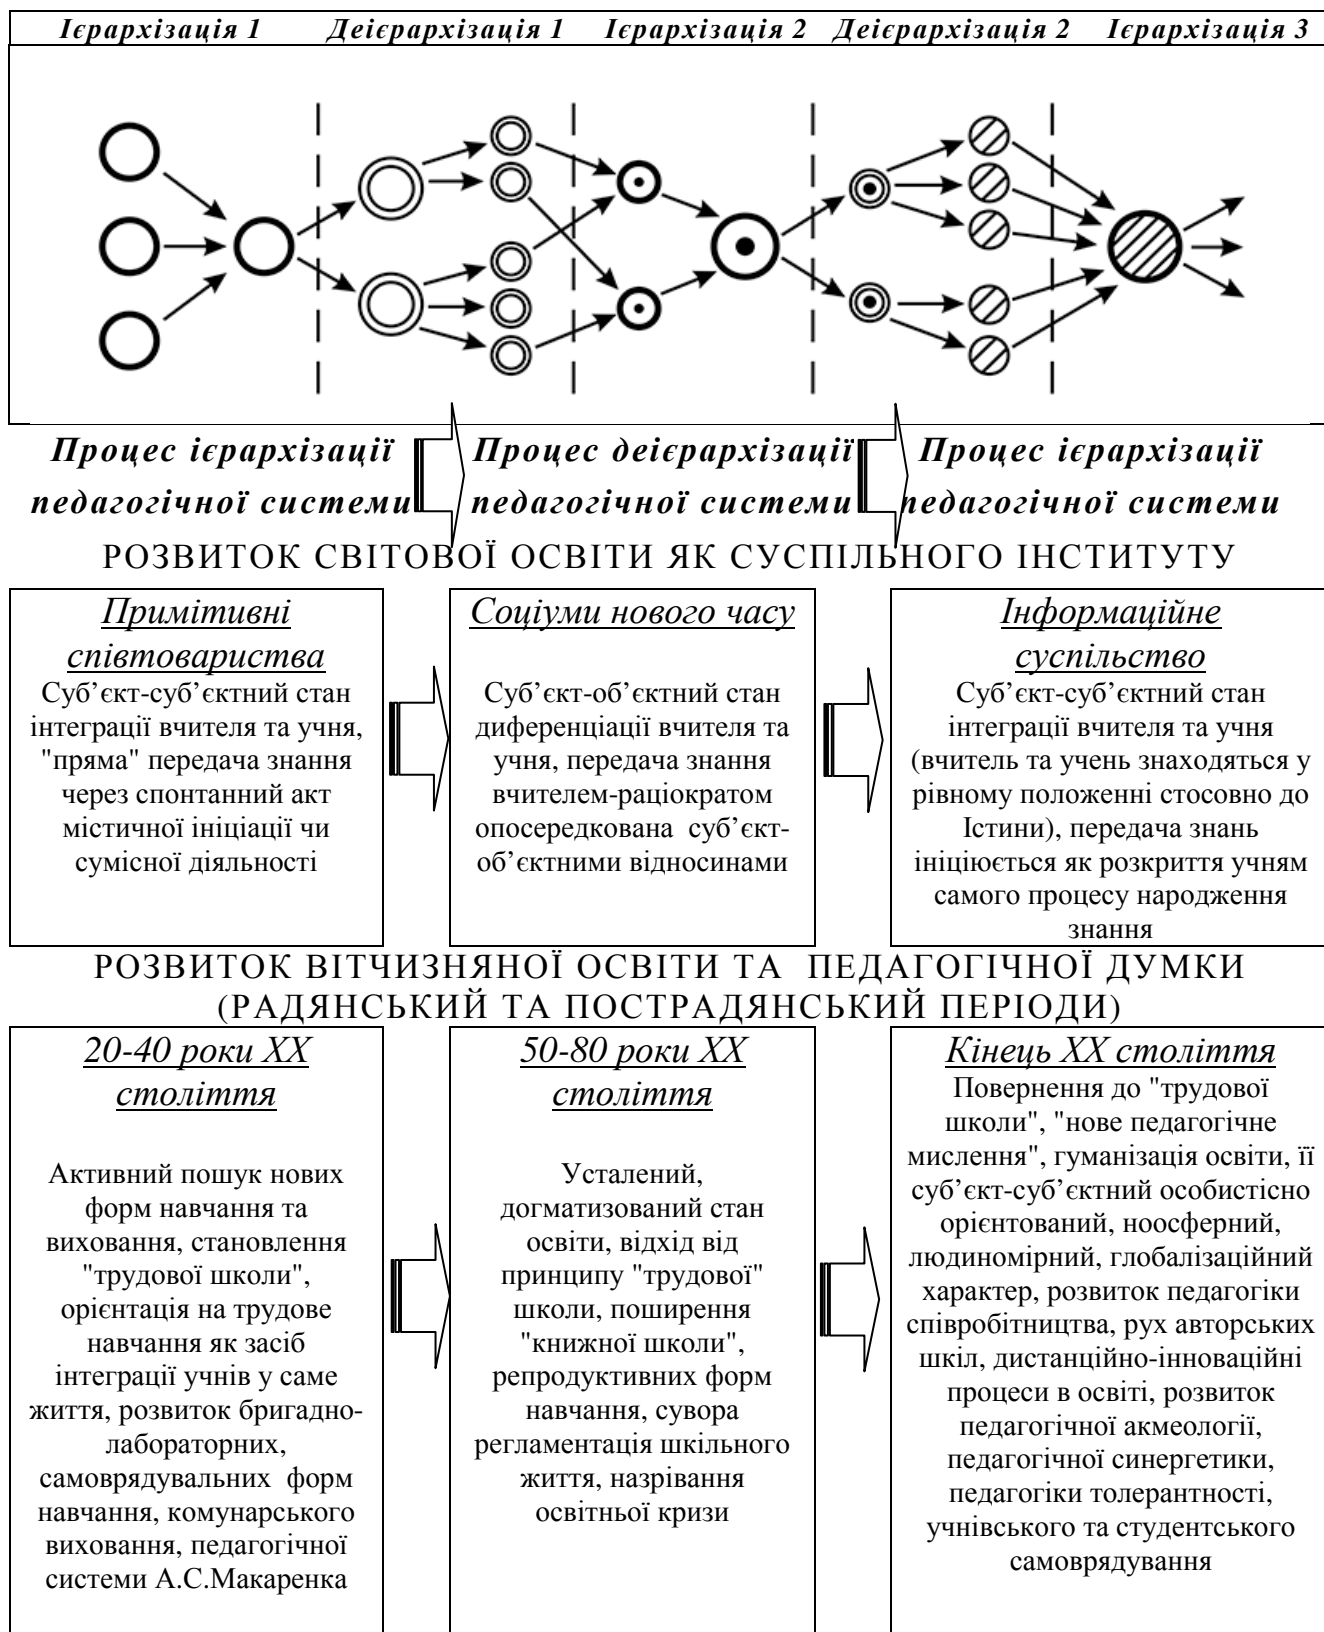 Ієрархізація 1 Деієрархізація 1 Ієрархізація 2 Деієрархізація 2 Ієрархізація 3
Процес ієрархізації
педагогічної системи
Процес деієрархізації
педагогічної системи
Процес ієрархізації
педагогічної системи
РОЗВИТОК СВІТОВОЇ ОСВІТИ ЯК СУСПІЛЬНОГО ІНСТИТУТУ
Примітивні
співтовариства
Суб’єкт-суб’єктний стан
інтеграції вчителя та учня,
"пряма" передача знання
через спонтанний акт
містичної ініціації чи
сумісної діяльності
Соціуми нового часу
Суб’єкт-об’єктний стан
диференціації вчителя та
учня, передача знання
вчителем-раціократом
опосередкована суб’єкт-
об’єктними відносинами
Інформаційне
суспільство
Суб’єкт-суб’єктний стан
інтеграції вчителя та учня
(вчитель та учень знаходяться у
рівному положенні стосовно до
Істини), передача знань
ініціюється як розкриття учням
самого процесу народження
знання
РОЗВИТОК ВІТЧИЗНЯНОЇ ОСВІТИ ТА ПЕДАГОГІЧНОЇ ДУМКИ
(РАДЯНСЬКИЙ ТА ПОСТРАДЯНСЬКИЙ ПЕРІОДИ)
20-40 роки ХХ
століття
Активний пошук нових
форм навчання та
виховання, становлення
"трудової школи",
орієнтація на трудове
навчання як засіб
інтеграції учнів у саме
життя, розвиток бригадно-
лабораторних,
самоврядувальних форм
навчання, комунарського
виховання, педагогічної
системи А.С.Макаренка
50-80 роки ХХ
століття
Усталений,
догматизований стан
освіти, відхід від
принципу "трудової"
школи, поширення
"книжної школи",
репродуктивних форм
навчання, сувора
регламентація шкільного
життя, назрівання
освітньої кризи
Кінець ХХ століття
Повернення до "трудової
школи", "нове педагогічне
мислення", гуманізація освіти, її
суб’єкт-суб’єктний особистісно
орієнтований, ноосферний,
людиномірний, глобалізаційний
характер, розвиток педагогіки
співробітництва, рух авторських
шкіл, дистанційно-інноваційні
процеси в освіті, розвиток
педагогічної акмеології,
педагогічної синергетики,
педагогіки толерантності,
учнівського та студентського
самоврядування